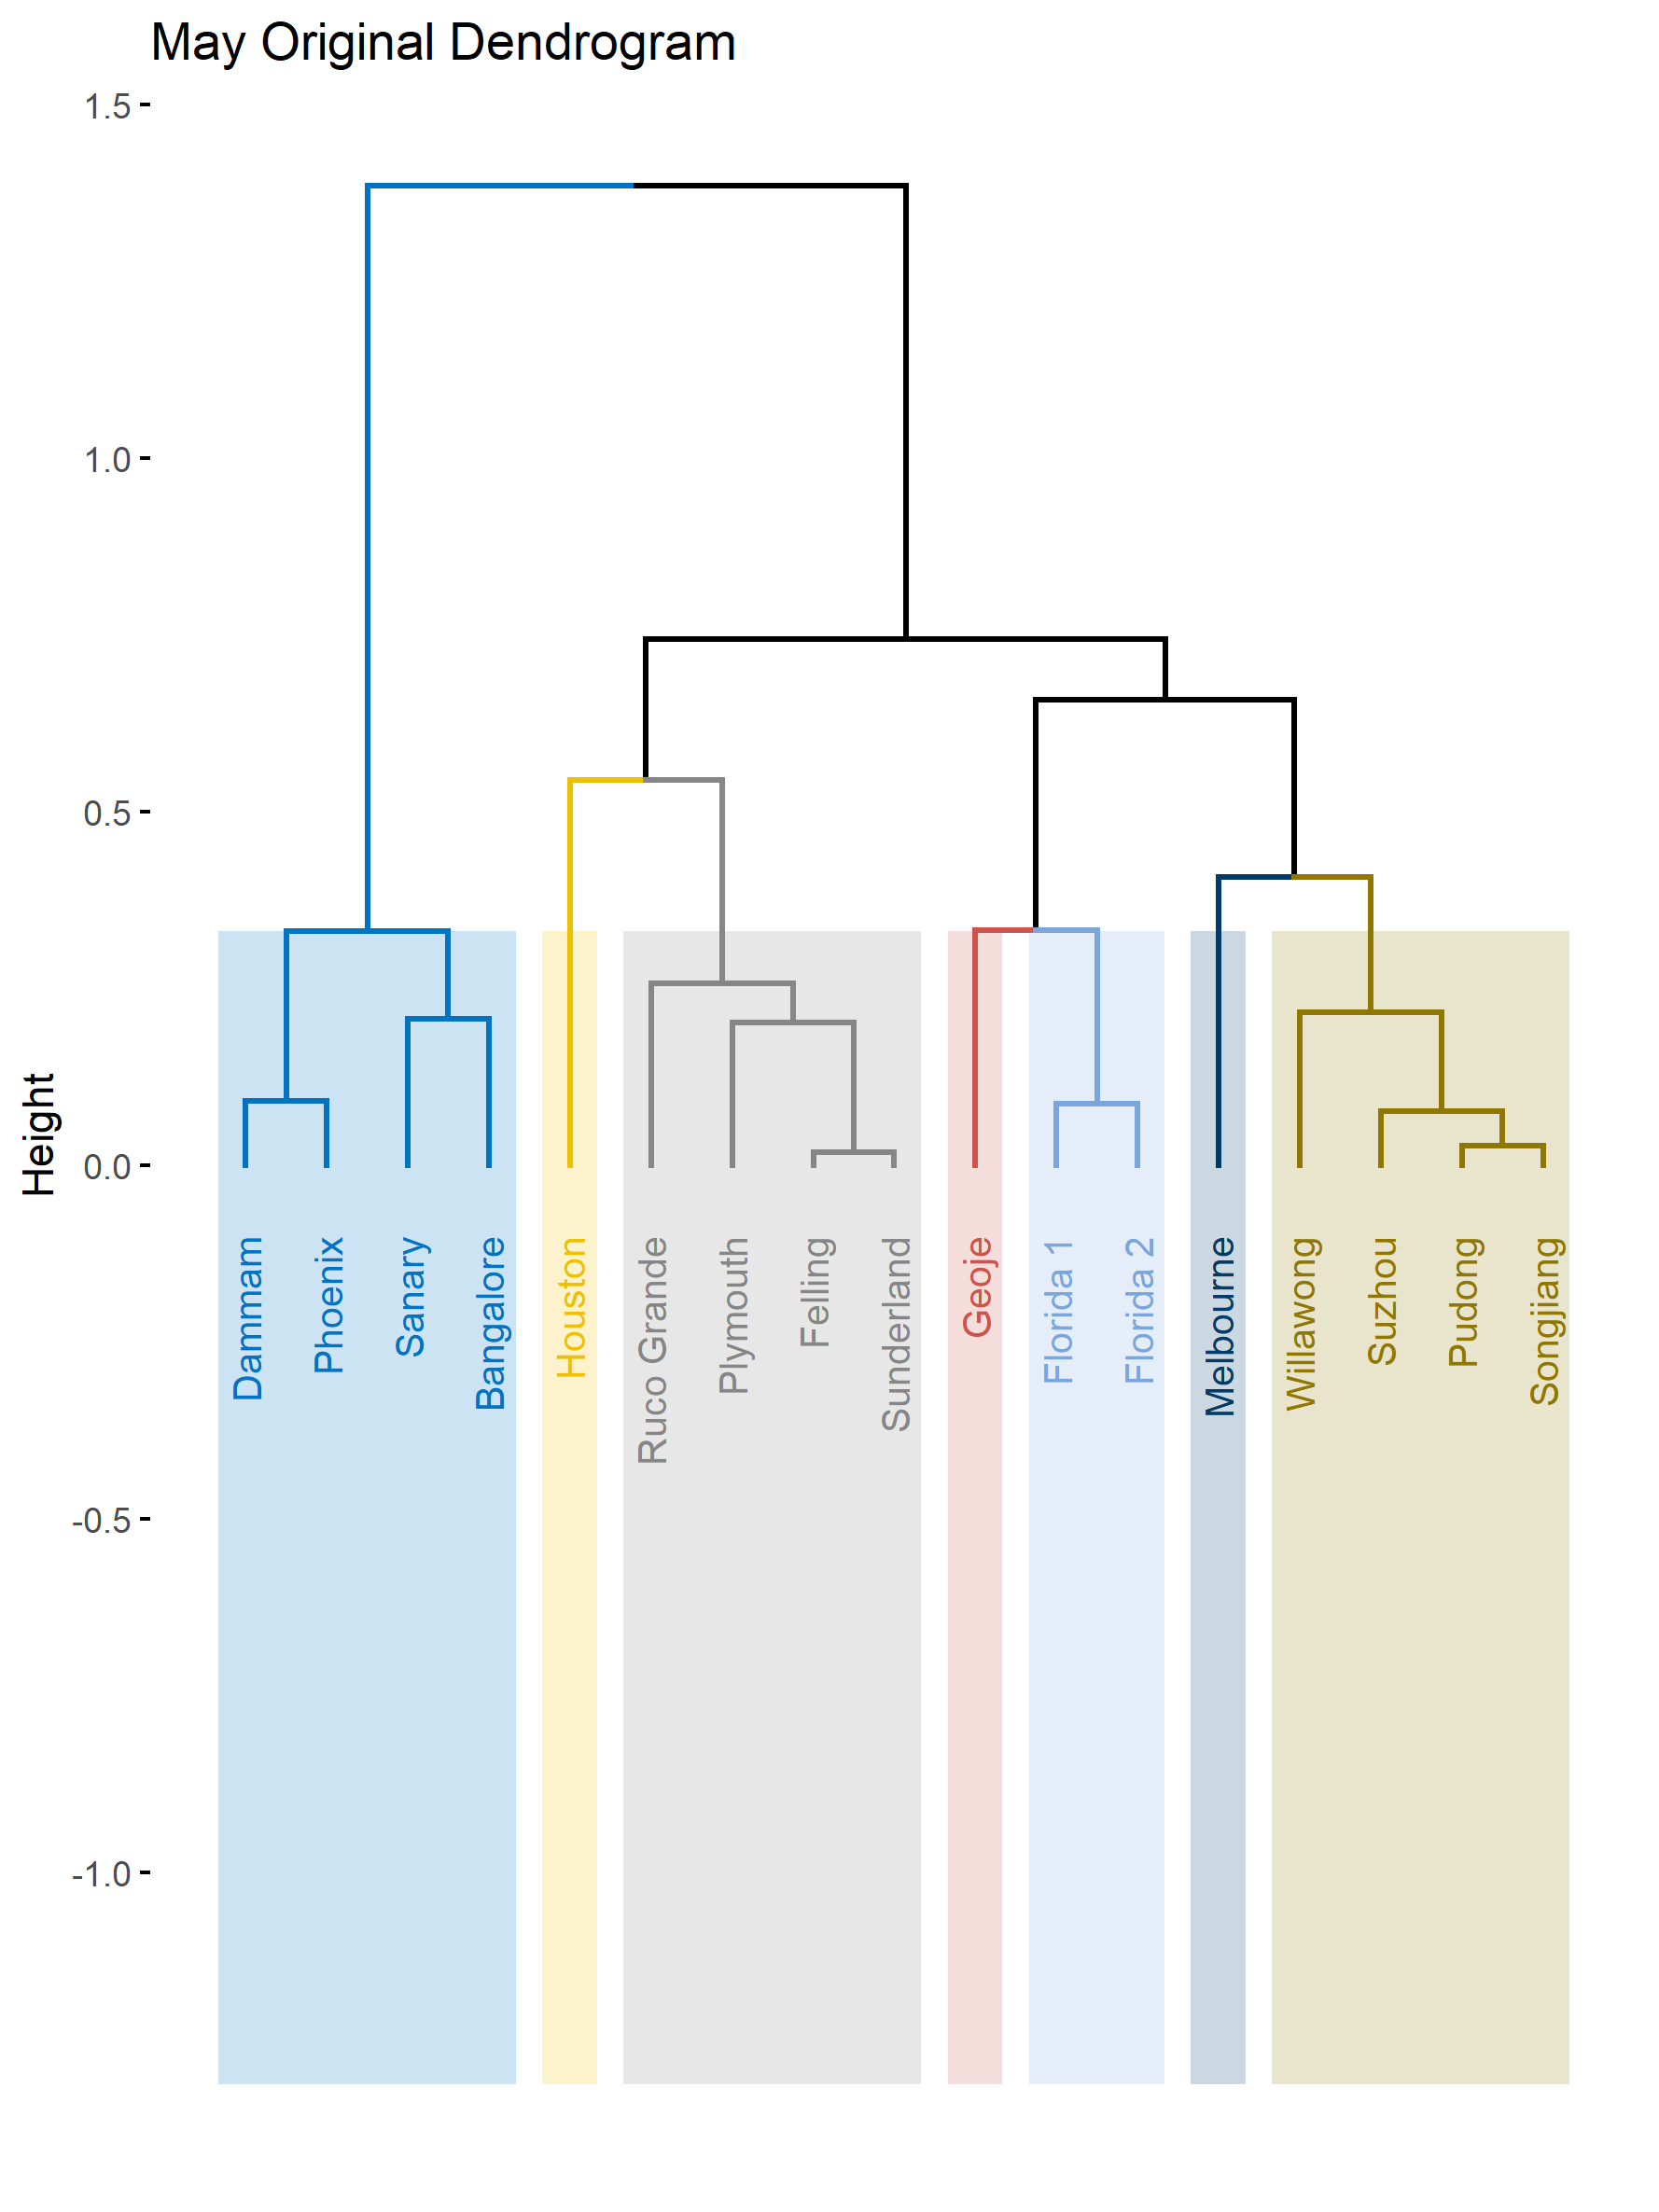 May Original Dendrogram
1.5
1.0
0.5
0.0
-0.5
-1.0
Height
Dammam
Phoenix
Sanary
Bangalore
Houston
Ruco Grande
Plymouth
Felling
Sunderland
Geoje
Florida 1
Florida 2
Melbourne
Willawong
Suzhou
Pudong
Songjiang